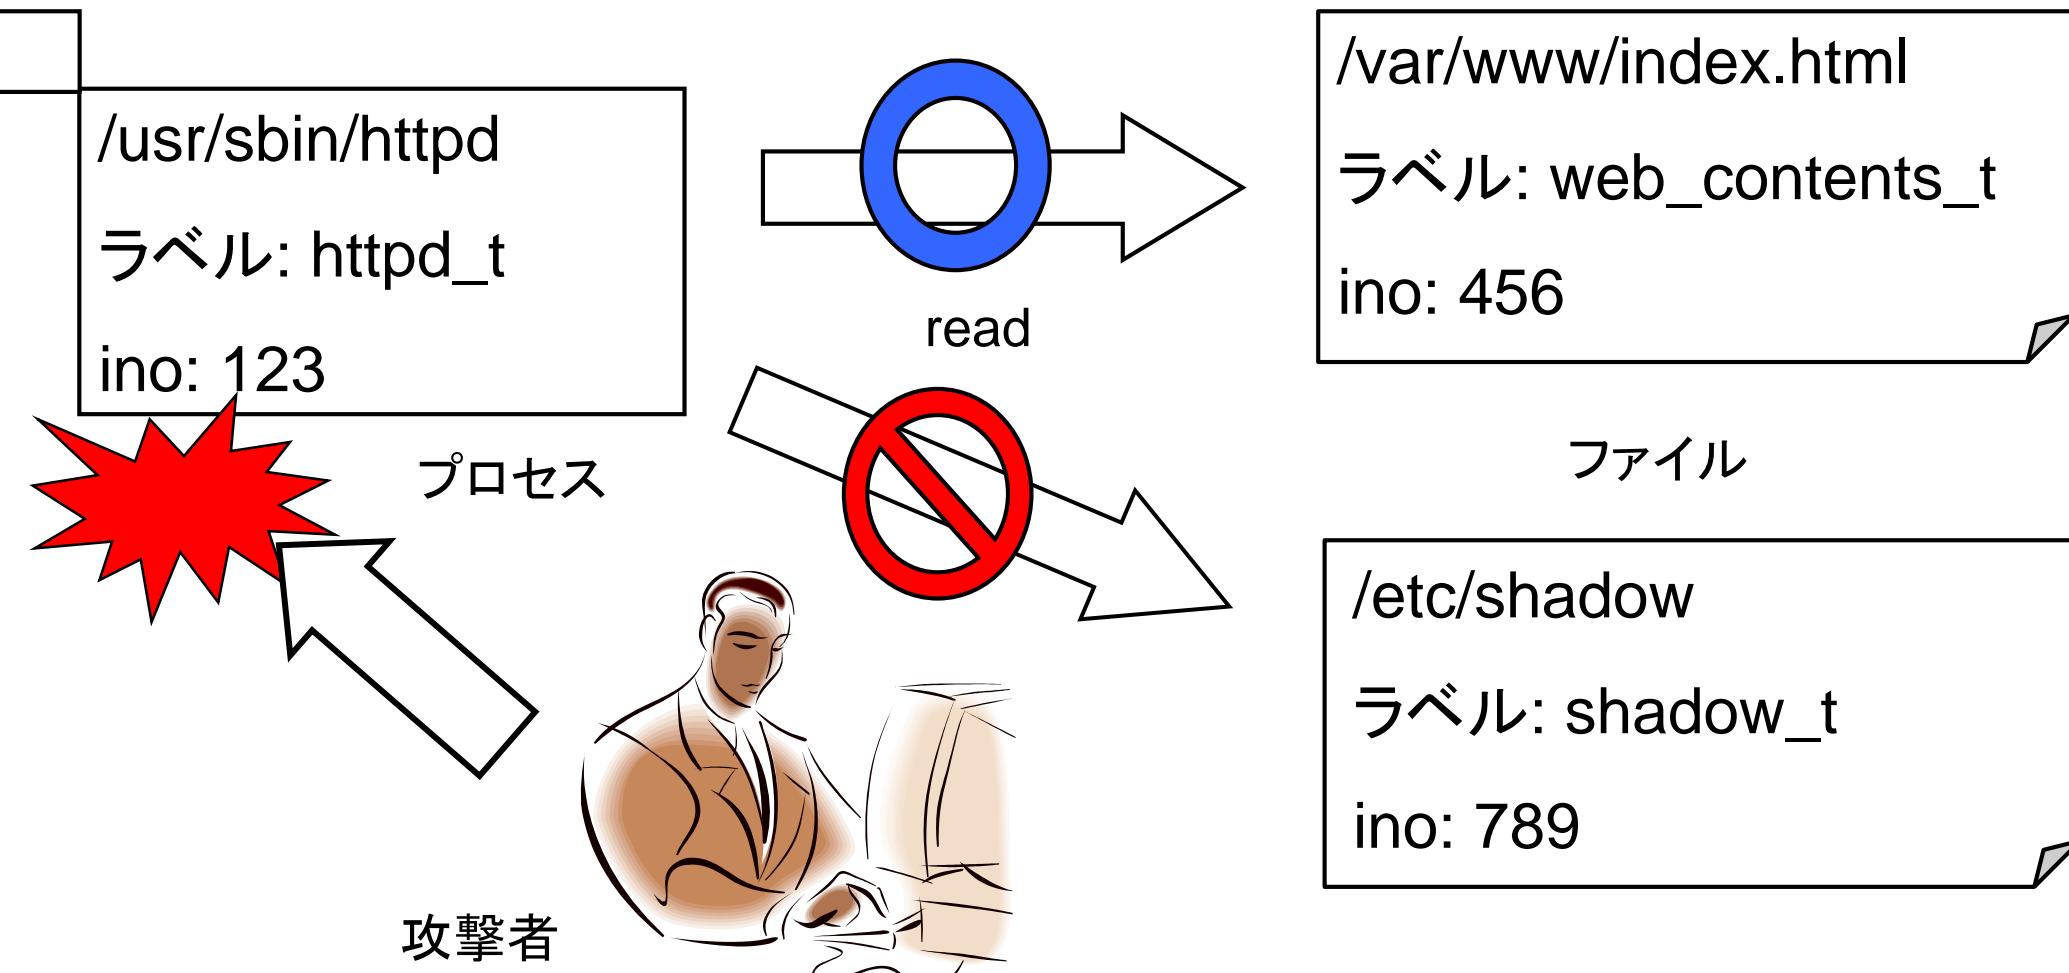 /usr/sbin/httpd
ラベル: httpd_t
ino: 123
プロセス
read
/var/www/index.html
ラベル: web_contents_t
ino: 456
ファイル
/etc/shadow
ラベル: shadow_t
ino: 789
攻撃者